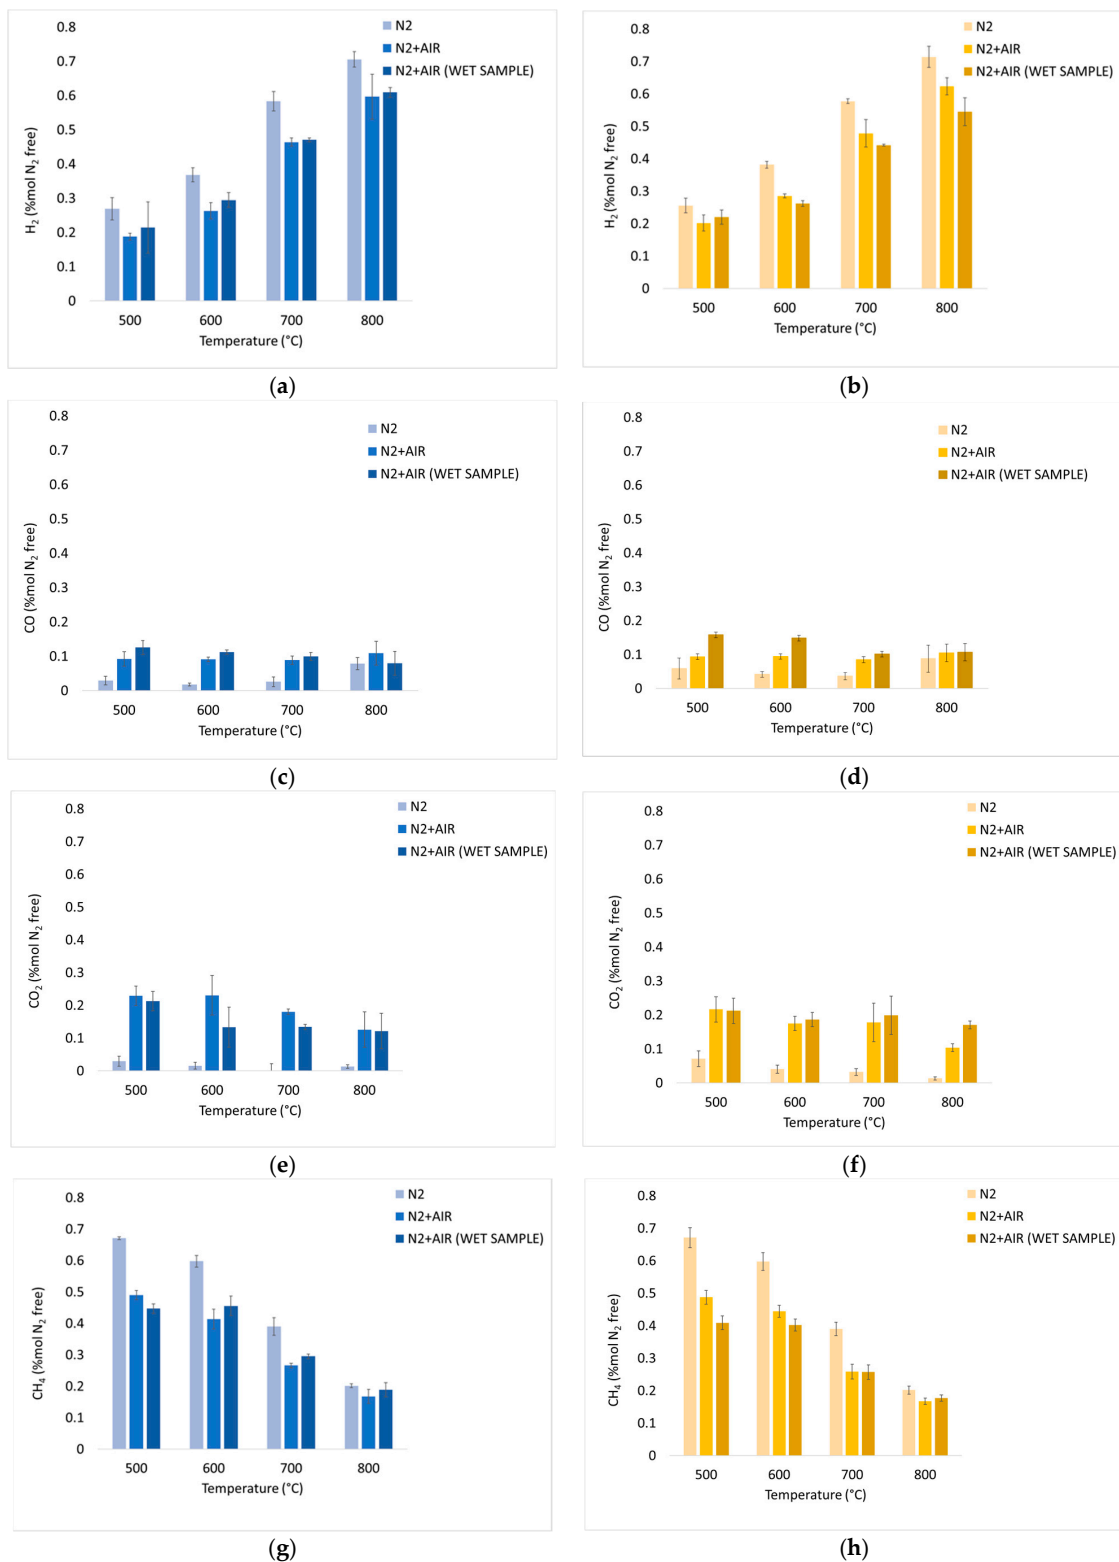 0.8
0.7
0.6
0.5
0.4
0.3
0.2
0.1
0
H2 (%mol N2 free)
N2
N2+AIR
N2+AIR (WET SAMPLE)
500 600 700 800
Temperature (°C)
(a)
0.8
0.7
0.6
0.5
0.4
0.3
0.2
0.1
0
H2 (%mol N2 free)
N2
N2+AIR
N2+AIR (WET SAMPLE)
500 600 700 800
Temperature (°C)
(b)
0.8
0.7
0.6
0.5
0.4
0.3
0.2
0.1
0
CO (%mol N2 free)
N2
N2+AIR
N2+AIR (WET SAMPLE)
500 600 700 800
Temperature (°C)
(c)
0.8
0.7
0.6
0.5
0.4
0.3
0.2
0.1
0
CO (%mol N2 free)
N2
N2+AIR
N2+AIR (WET SAMPLE)
500 600 700 800
Temperature (°C)
(d)
0.8
0.7
0.6
0.5
0.4
0.3
0.2
0.1
0
CO2 (%mol N2 free)
N2
N2+AIR
N2+AIR (WET SAMPLE)
500 600 700 800
Temperature (°C)
(e)
0.8
0.7
0.6
0.5
0.4
0.3
0.2
0.1
0
CO2 (%mol N2 free)
N2
N2+AIR
N2+AIR (WET SAMPLE)
500 600 700 800
Temperature (°C)
(f)
0.8
0.7
0.6
0.5
0.4
0.3
0.2
0.1
0
CH4 (%mol N2 free)
N2
N2+AIR
N2+AIR (WET SAMPLE)
500 600 700 800
Temperature (°C)
(g)
0.8
0.7
0.6
0.5
0.4
0.3
0.2
0.1
0
CH4 (%mol N2 free)
N2
N2+AIR
N2+AIR (WET SAMPLE)
500 600 700 800
Temperature (°C)
(h)